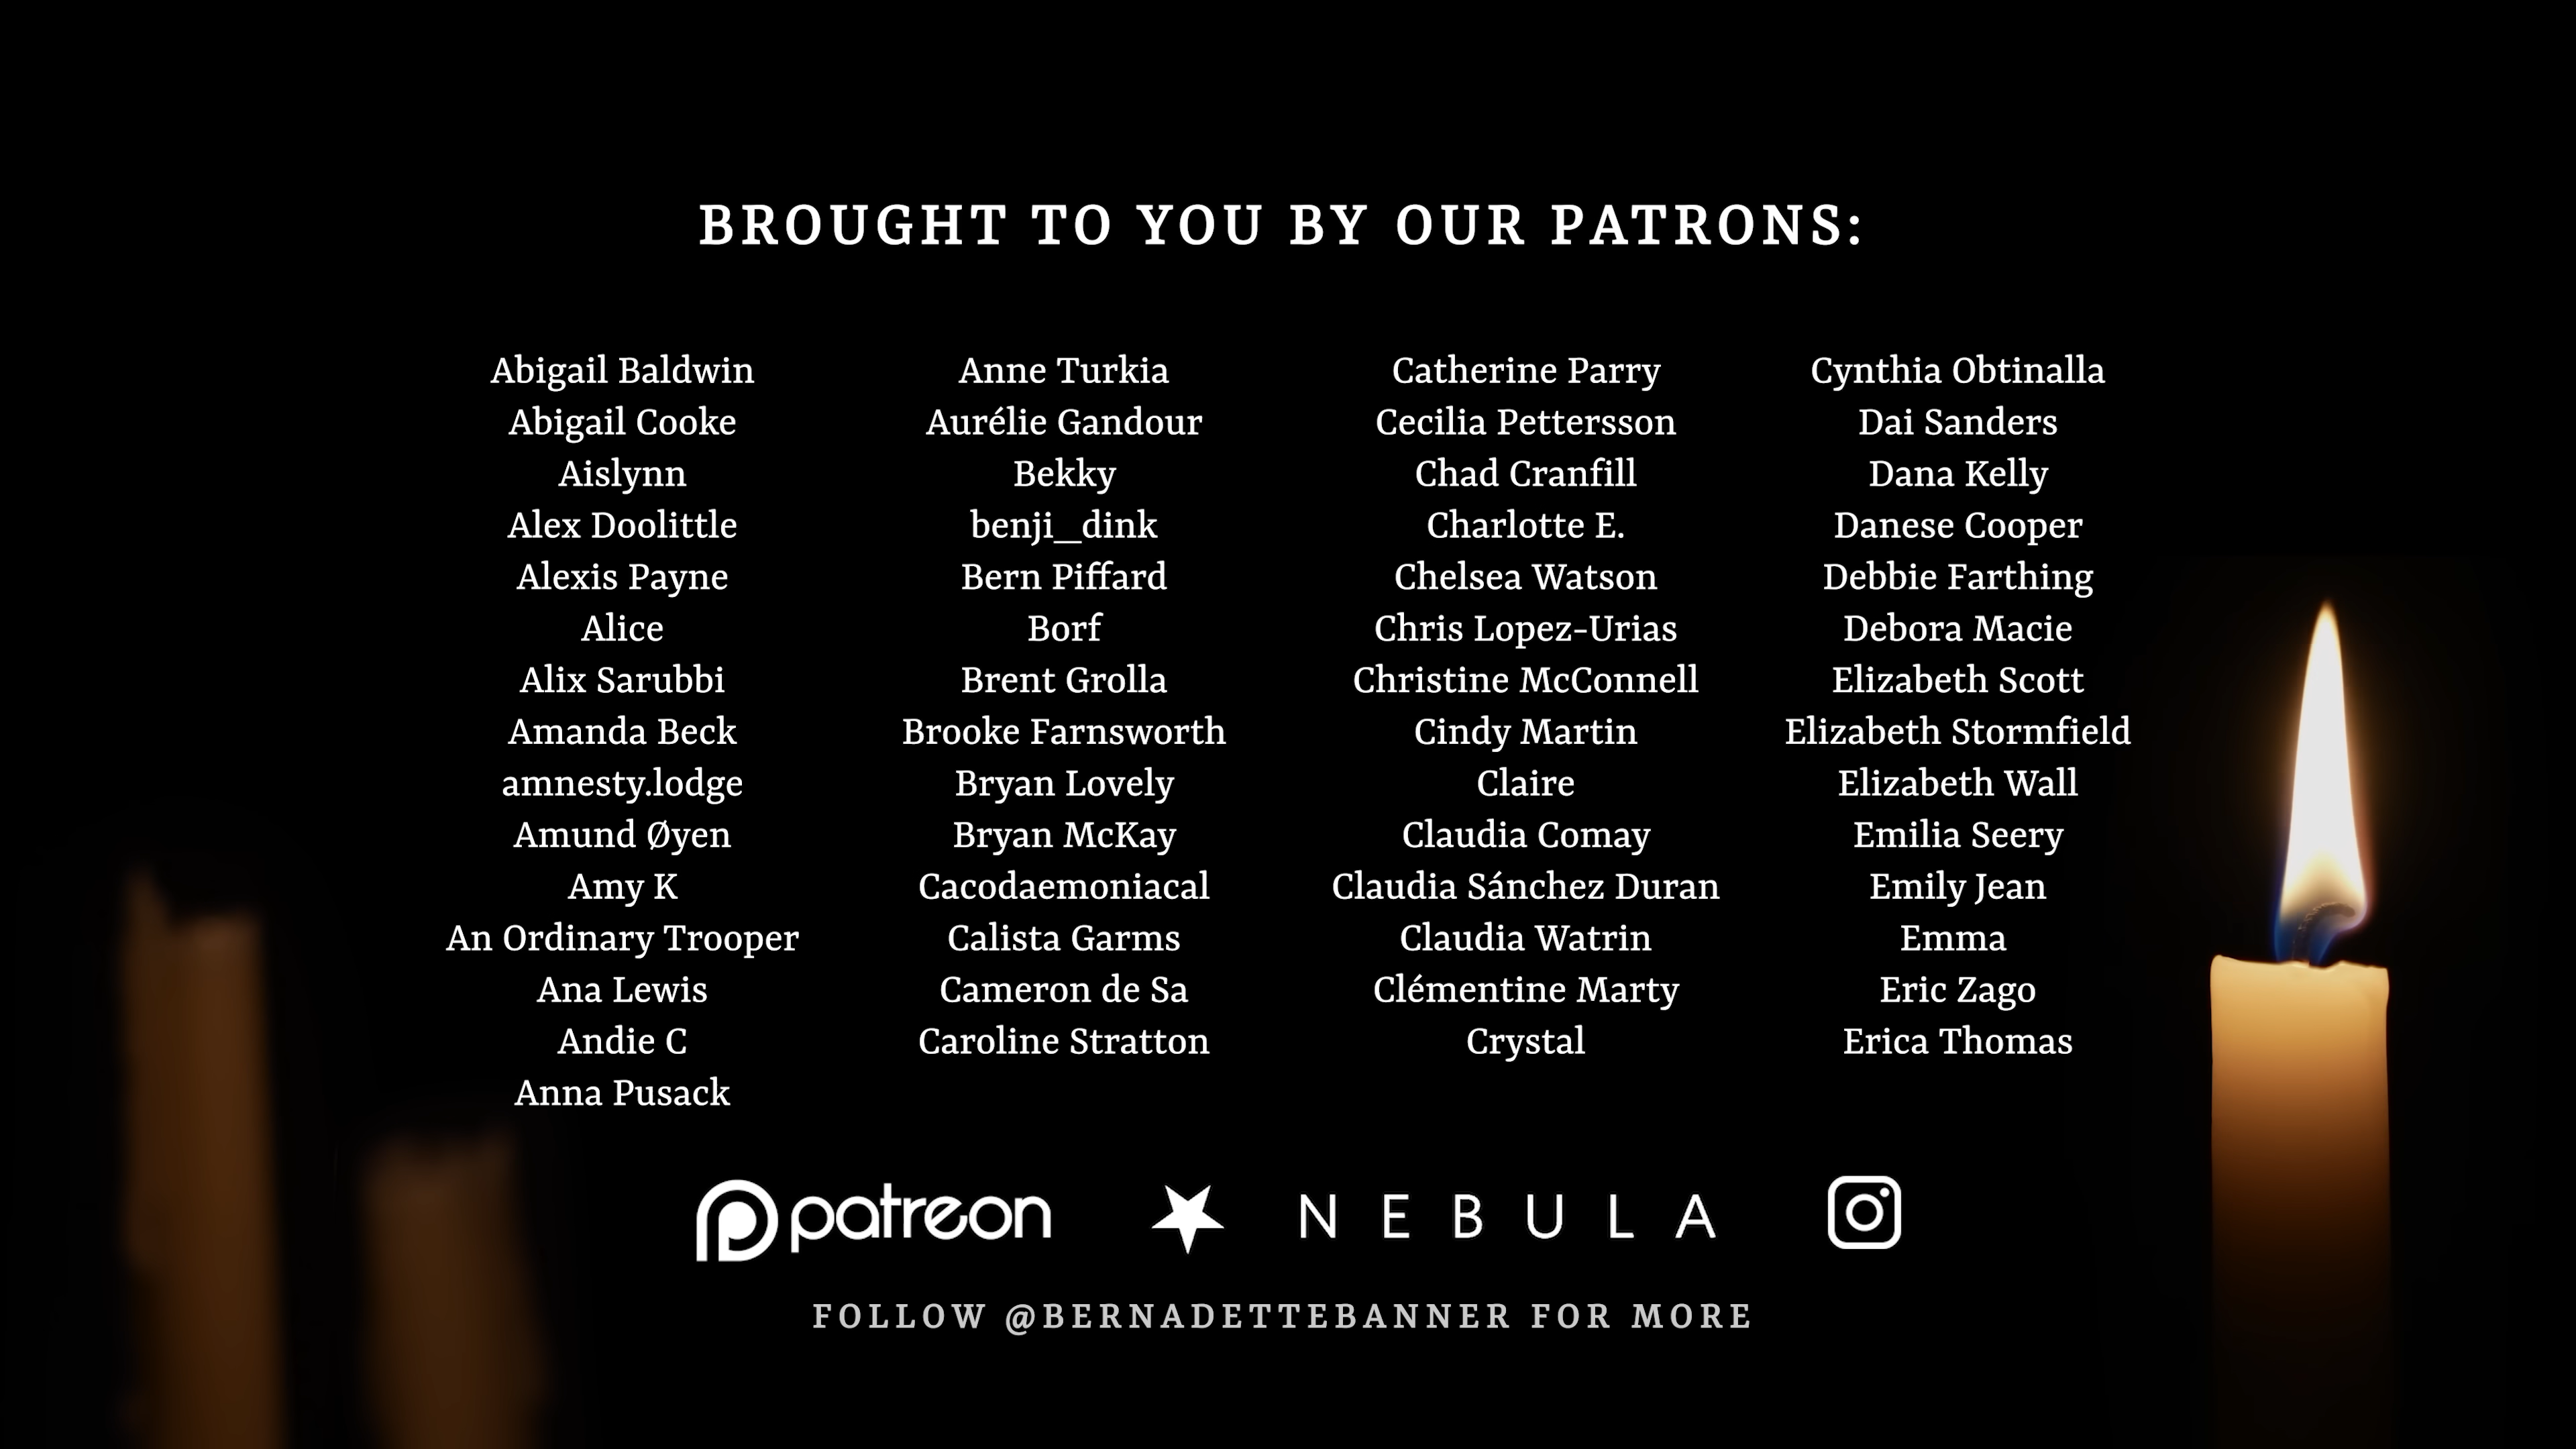 BROUGHT TO YOU BY OUR PATRONS:
Abigail Baldwin
Abigail Cooke
Aislynn
Alex Doolittle
Alexis Payne
Alice
Alix Sarubbi
Amanda Beck
amnesty.lodge
Amund Øyen
Amy K
An Ordinary Trooper
Ana Lewis
Andie C
Anna Pusack
Anne Turkia
Aurélie Gandour
Bekky
benji_dink
Bern Piffard
Borf
Brent Grolla
Brooke Farnsworth
Bryan Lovely
Bryan McKay
Cacodaemoniacal
Calista Garms
Cameron de Sa
Caroline Stratton
Catherine Parry
Cecilia Pettersson
Chad Cranfill
Charlotte E.
Chelsea Watson
Chris Lopez-Urias
Christine McConnell
Cindy Martin
Claire
Claudia Comay
Claudia Sánchez Duran
Claudia Watrin
Clémentine Marty
Crystal
Cynthia Obtinalla
Dai Sanders
Dana Kelly
Danese Cooper
Debbie Farthing
Debora Macie
Elizabeth Scott
Elizabeth Stormfield
Elizabeth Wall
Emilia Seery
Emily Jean
Emma
Eric Zago
Erica Thomas
patreon NEBULA
FOLLOW @BERNADETTEBANNER FOR MORE